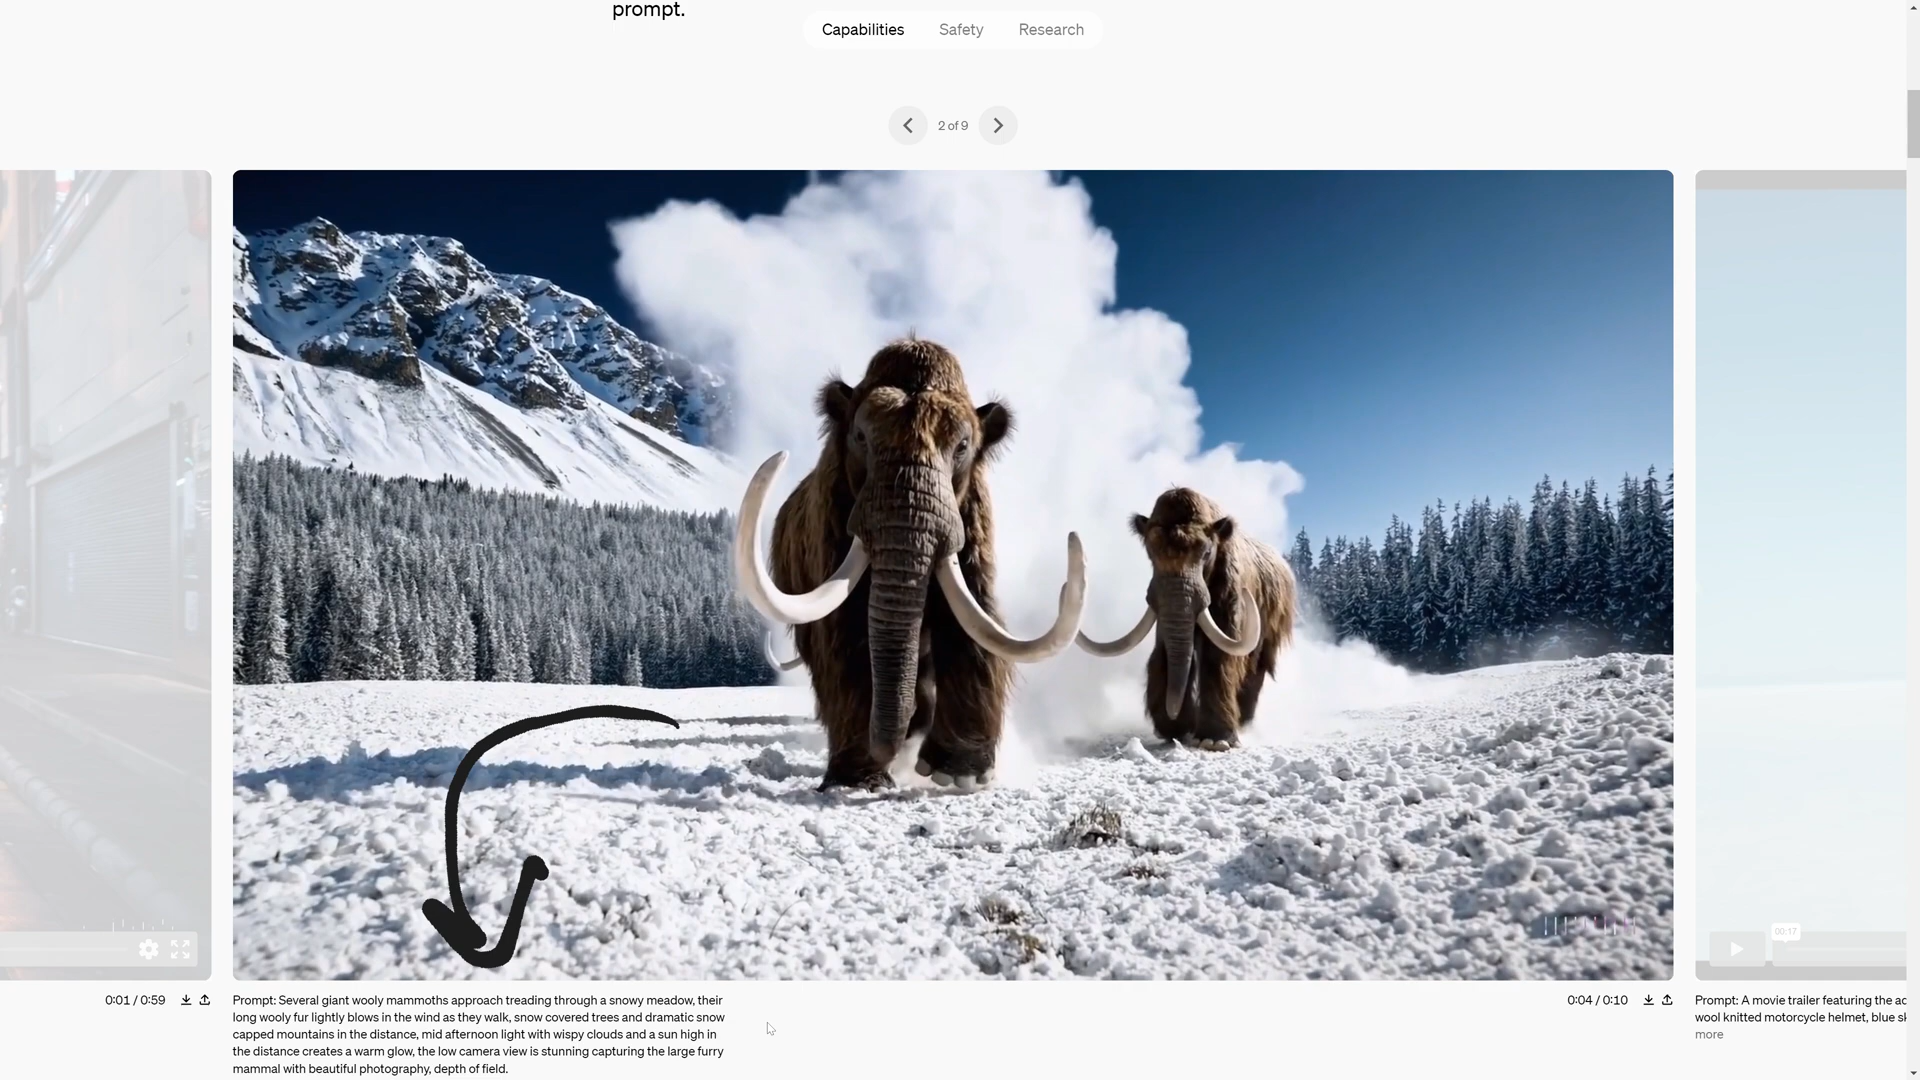 prompt.
Capabilities Safety Research
2 of 9
00:17
0:01 / 0:59
Prompt: Several giant wooly mammoths approach treading through a snowy meadow, their
long wooly fur lightly blows in the wind as they walk, snow covered trees and dramatic snow
capped mountains in the distance, mid afternoon light with wispy clouds and a sun high in
the distance creates a warm glow, the low camera view is stunning capturing the large furry
mammal with beautiful photography, depth of field.
0:04 / 0:10
Prompt: A movie trailer featuring the
wool knitted motorcycle helmet, blue
more